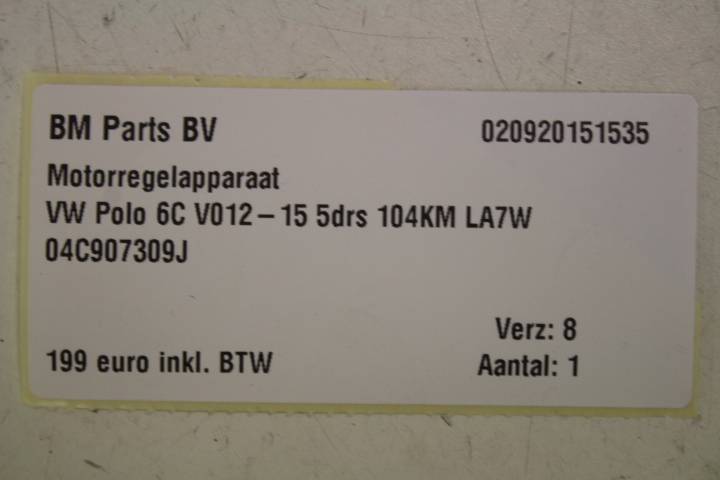 BM Parts BV 020920151535
Motorregelapparaat
VW Polo 6C V012-15 5drs 104KM LA7W
04C907309J
Verz: 8
199 euro inkl. BTW Aantal: 1